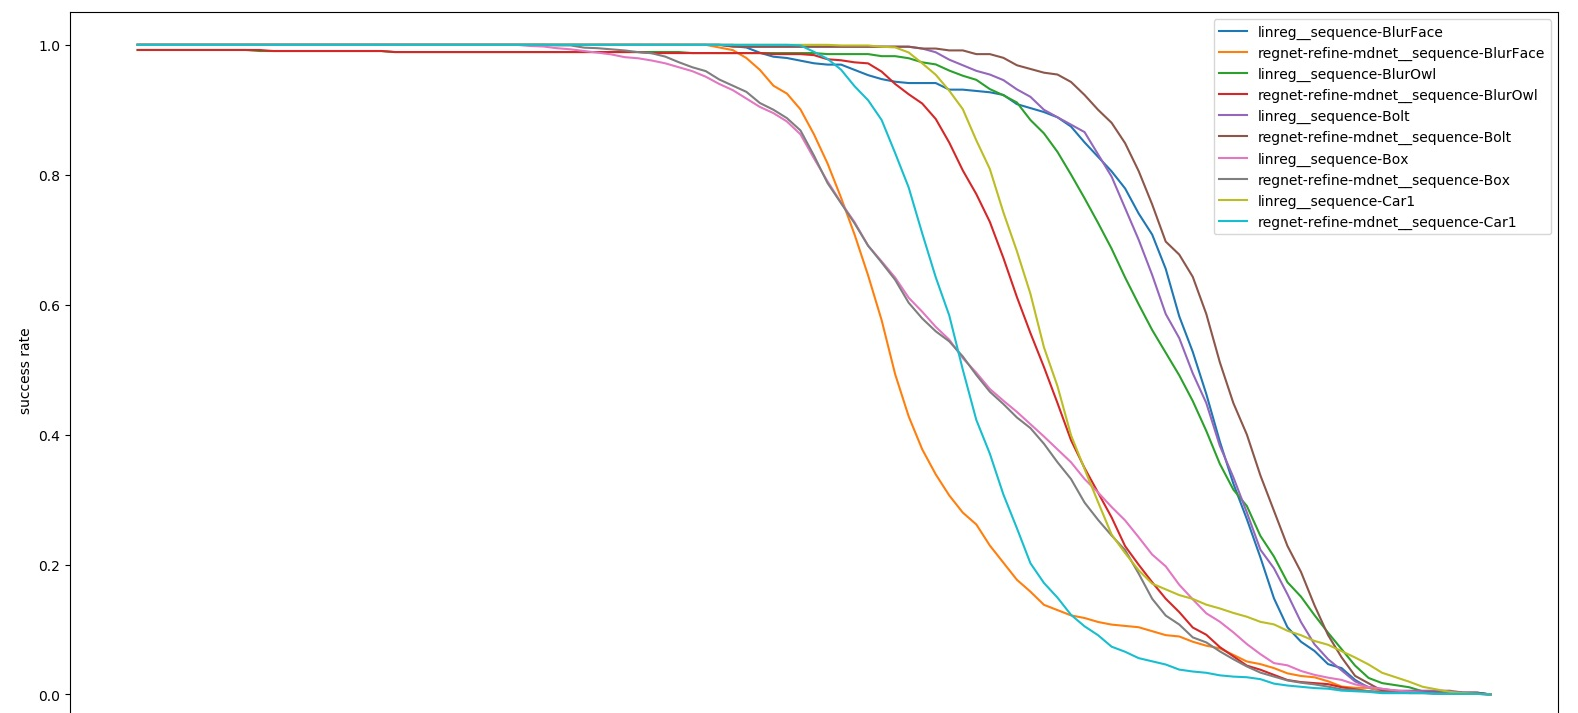 1.0
0.8
0.6
0.4
0.2
0.0
success rate
linreg__sequence-BlurFace
regnet-refine-mdnet__sequence-BlurFace
linreg__sequence-BlurOwl
regnet-refine-mdnet__sequence-BlurOwl
linreg__sequence-Bolt
regnet-refine-mdnet__sequence-Bolt
linreg__sequence-Box
regnet-refine-mdnet__sequence-Box
linreg__sequence-Car1
regnet-refine-mdnet__sequence-Car1